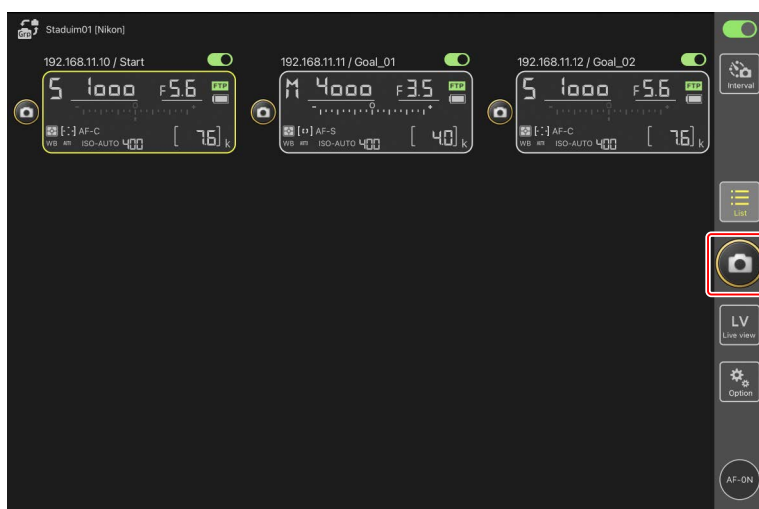 Grp
Staduim01 [Nikon]
192.168.11.10 / Start
S 1000 F5.6 FTP
AF-C
WB ISO-AUTO 400 [ 7.6] k
192.168.11.11 / Goal_01
M 4000 F3.5 FTP
AF-S
WB ISO-AUTO 400 [ 4.0] k
192.168.11.12 / Goal_02
S 1000 F5.6 FTP
AF-C
WB ISO-AUTO 400 [ 7.6] k
Interval
List
LV
Live view
Option
AF-ON